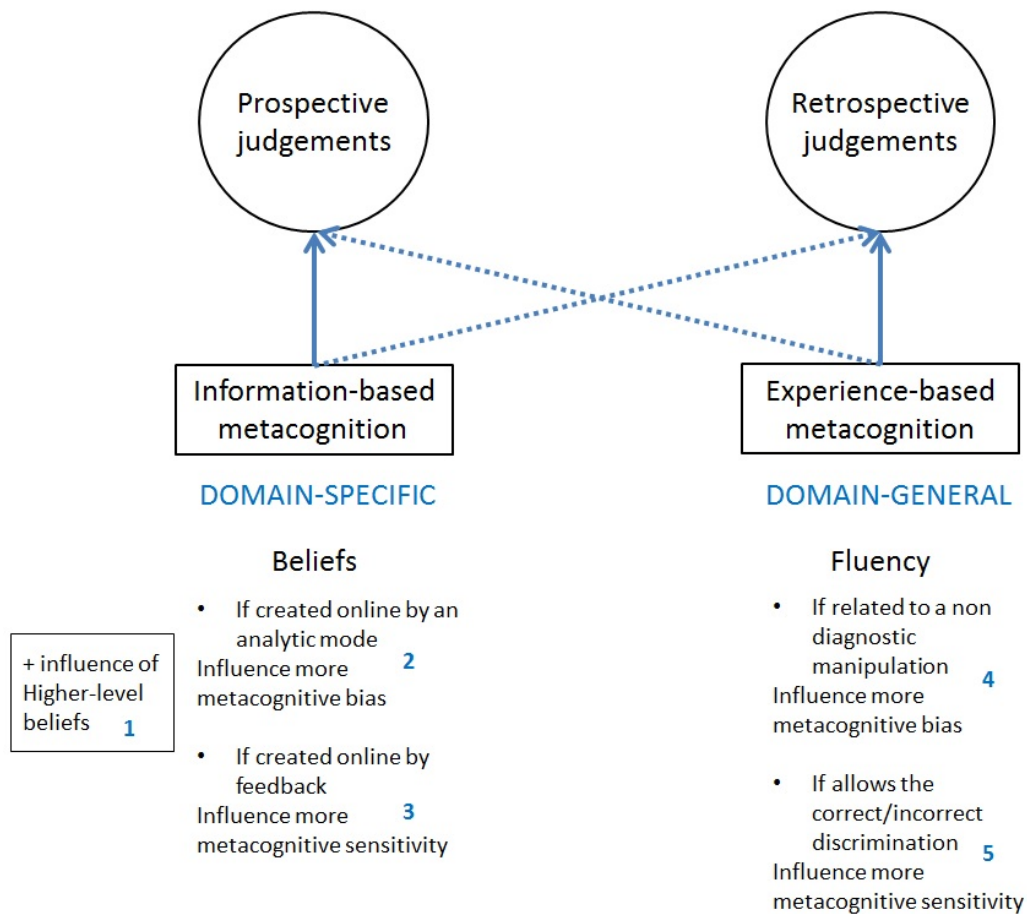 Prospective
judgements
Retrospective
judgements
Information-based
metacognition
Experience-based
metacognition
DOMAIN-SPECIFIC
DOMAIN-GENERAL
+ influence of
Higher-level
beliefs 1
Beliefs
• If created online by an
analytic mode
Influence more 2
metacognitive bias
• If created online by
feedback
Influence more 3
metacognitive sensitivity
Fluency
• If related to a non
diagnostic
manipulation 4
Influence more
metacognitive bias
• If allows the
correct/incorrect
discrimination 5
Influence more
metacognitive sensitivity